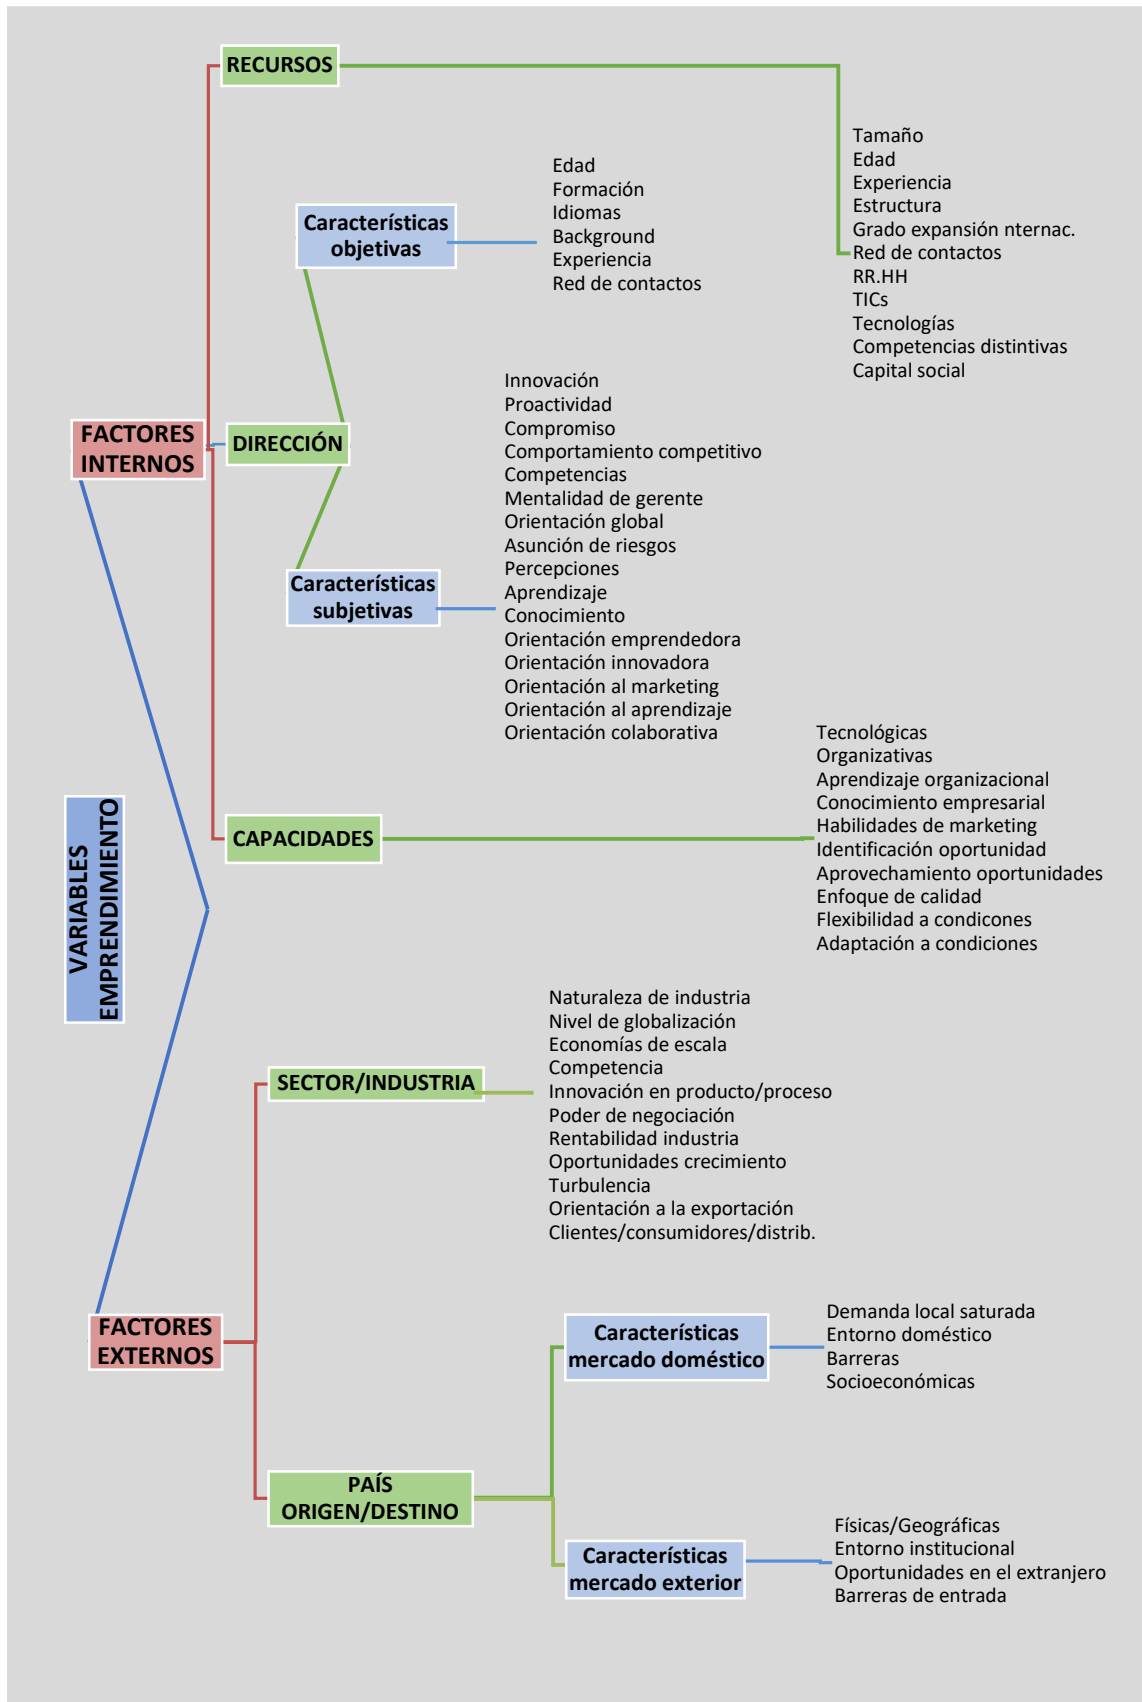 VARIABLES
EMPRENDIMIENTO
FACTORES
INTERNOS
RECURSOS
Tamaño
Edad
Experiencia
Estructura
Grado expansión nternac.
Red de contactos
RR.HH
TICs
Tecnologías
Competencias distintivas
Capital social
DIRECCIÓN
Características
objetivas
Edad
Formación
Idiomas
Background
Experiencia
Red de contactos
Características
subjetivas
Innovación
Proactividad
Compromiso
Comportamiento competitivo
Competencias
Mentalidad de gerente
Orientación global
Asunción de riesgos
Percepciones
Aprendizaje
Conocimiento
Orientación emprendedora
Orientación innovadora
Orientación al marketing
Orientación al aprendizaje
Orientación colaborativa
CAPACIDADES
Tecnológicas
Organizativas
Aprendizaje organizacional
Conocimiento empresarial
Habilidades de marketing
Identificación oportunidad
Aprovechamiento oportunidades
Enfoque de calidad
Flexibilidad a condicones
Adaptación a condiciones
FACTORES
EXTERNOS
SECTOR/INDUSTRIA
Naturaleza de industria
Nivel de globalización
Economías de escala
Competencia
Innovación en producto/proceso
Poder de negociación
Rentabilidad industria
Oportunidades crecimiento
Turbulencia
Orientación a la exportación
Clientes/consumidores/distrib.
PAÍS
ORIGEN/DESTINO
Características
mercado doméstico
Demanda local saturada
Entorno doméstico
Barreras
Socioeconómicas
Características
mercado exterior
Físicas/Geográficas
Entorno institucional
Oportunidades en el extranjero
Barreras de entrada